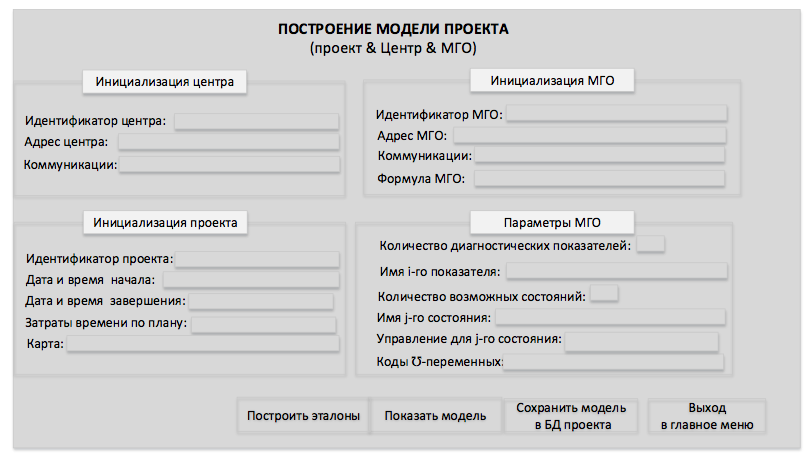 ПОСТРОЕНИЕ МОДЕЛИ ПРОЕКТА
(проект & Центр & МГО)
Инициализация центра
Идентификатор центра:
Адрес центра:
Коммуникации:
Инициализация МГО
Идентификатор МГО:
Адрес МГО:
Коммуникации:
Формула МГО:
Инициализация проекта
Идентификатор проекта:
Дата и время начала:
Дата и время завершения:
Затраты времени по плану:
Карта:
Параметры МГО
Количество диагностических показателей:
Имя i-го показателя:
Количество возможных состояний:
Имя j-го состояния:
Управление для j-го состояния:
Коды ℧-переменных:
Построить эталоны
Показать модель
Сохранить модель
в БД проекта
Выход
в главное меню